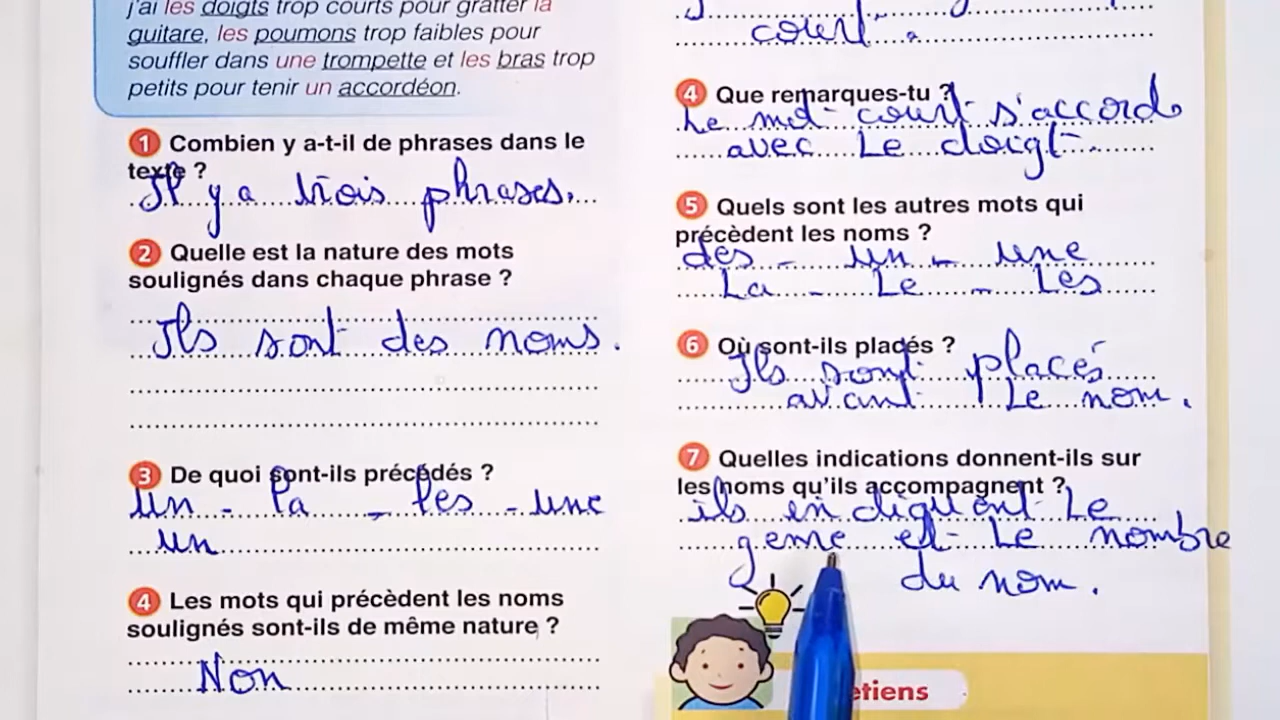 j'ai les doigts trop courts pour gratter la
guitare, les poumons trop faibles pour
souffler dans une trompette et les bras trop
petits pour tenir un accordéon.
1 Combien y a-t-il de phrases dans le
texte ?
Il y a trois phrases.
2 Quelle est la nature des mots
soulignés dans chaque phrase ?
Ils sont des noms.
3 De quoi sont-ils précédés ?
un - la - les - une
un
4 Les mots qui précèdent les noms
soulignés sont-ils de même nature ?
Non
court.
4 Que remarques-tu ?
Le mot court s'accord
avec Le doigt.
5 Quels sont les autres mots qui
précèdent les noms ?
des - un - une
La - Le - Les
6 Où sont-ils placés ?
Ils sont placés
avant Le nom.
7 Quelles indications donnent-ils sur
les noms qu'ils accompagnent ?
ils indiquent Le
genre et Le nombre
du nom.
etiens